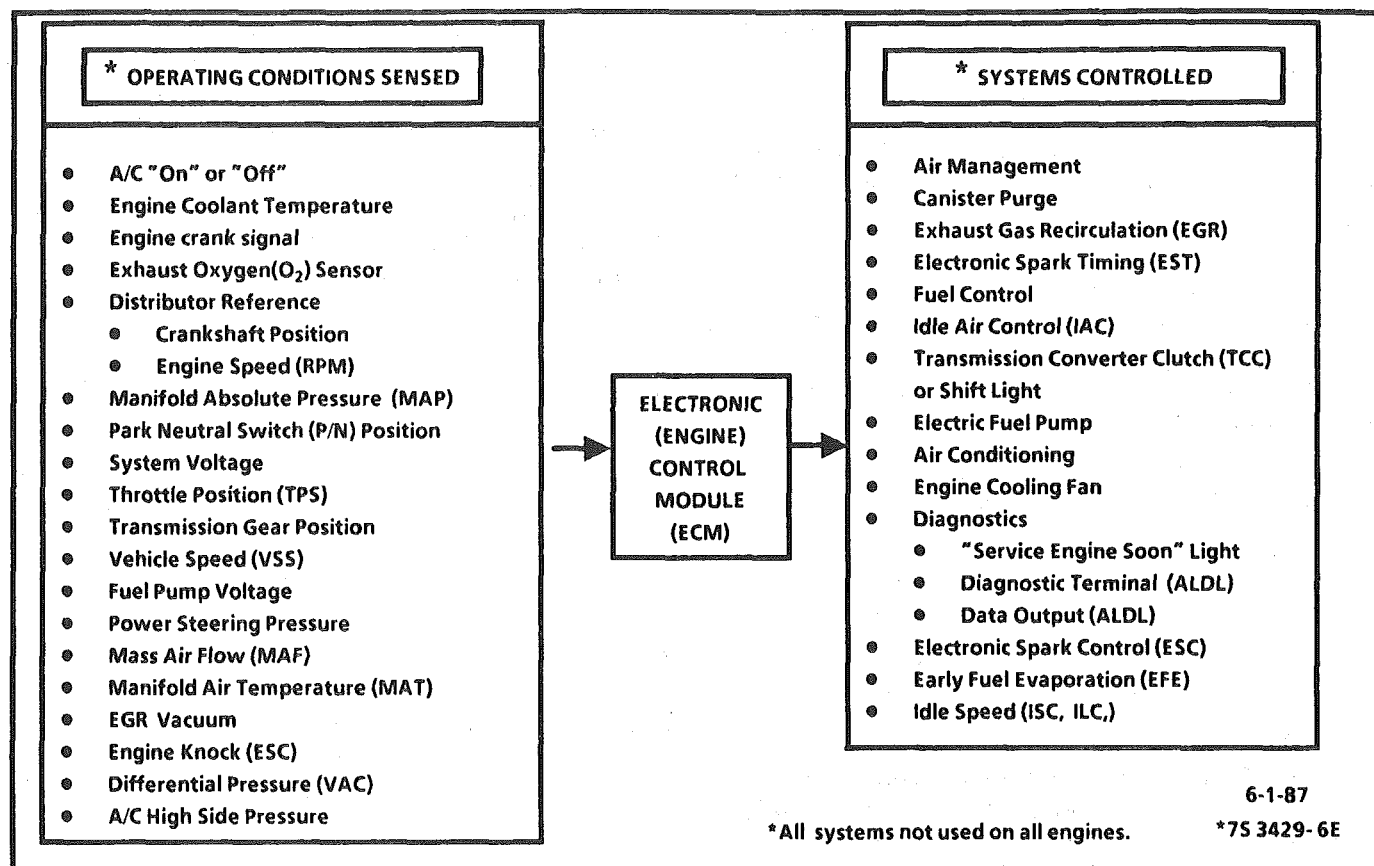 * OPERATING CONDITIONS SENSED
• A/C "On" or "Off"
• Engine Coolant Temperature
• Engine crank signal
• Exhaust Oxygen(O₂) Sensor
• Distributor Reference
• Crankshaft Position
• Engine Speed (RPM)
• Manifold Absolute Pressure (MAP)
• Park Neutral Switch (P/N) Position
• System Voltage
• Throttle Position (TPS)
• Transmission Gear Position
• Vehicle Speed (VSS)
• Fuel Pump Voltage
• Power Steering Pressure
• Mass Air Flow (MAF)
• Manifold Air Temperature (MAT)
• EGR Vacuum
• Engine Knock (ESC)
• Differential Pressure (VAC)
• A/C High Side Pressure
ELECTRONIC
(ENGINE)
CONTROL
MODULE
(ECM)
* SYSTEMS CONTROLLED
• Air Management
• Canister Purge
• Exhaust Gas Recirculation (EGR)
• Electronic Spark Timing (EST)
• Fuel Control
• Idle Air Control (IAC)
• Transmission Converter Clutch (TCC)
or Shift Light
• Electric Fuel Pump
• Air Conditioning
• Engine Cooling Fan
• Diagnostics
• "Service Engine Soon" Light
• Diagnostic Terminal (ALDL)
• Data Output (ALDL)
• Electronic Spark Control (ESC)
• Early Fuel Evaporation (EFE)
• Idle Speed (ISC, ILC,)
6-1-87
*All systems not used on all engines.
*7S 3429-6E